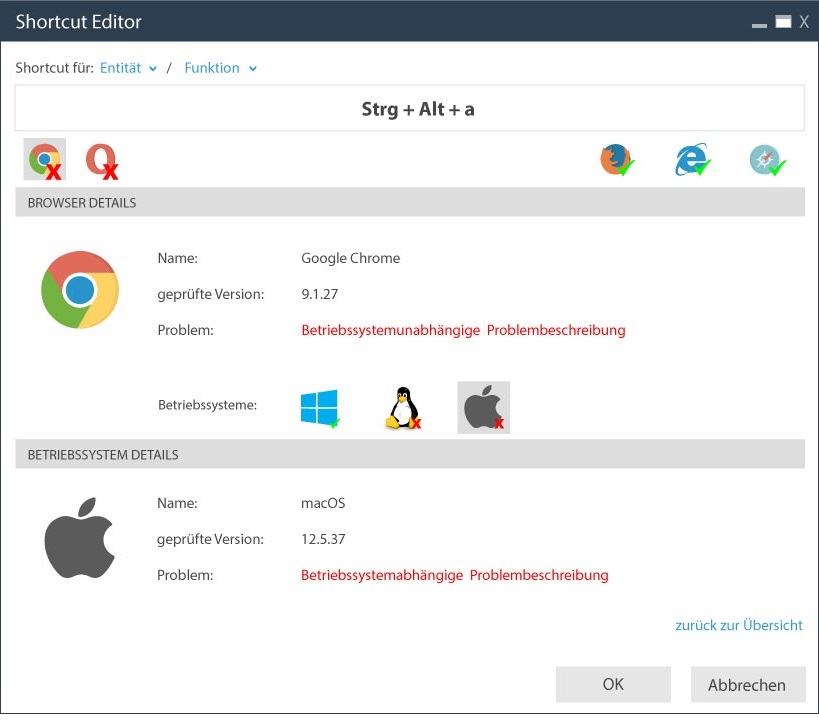 Shortcut Editor
X
Shortcut für: Entität / Funktion
Strg + Alt + a
BROWSER DETAILS
Name: Google Chrome
geprüfte Version: 9.1.27
Problem: Betriebssystemunabhängige Problembeschreibung
Betriebssysteme:
BETRIEBSSYSTEM DETAILS
Name: macOS
geprüfte Version: 12.5.37
Problem: Betriebssystemabhängige Problembeschreibung
zurück zur Übersicht
OK Abbrechen